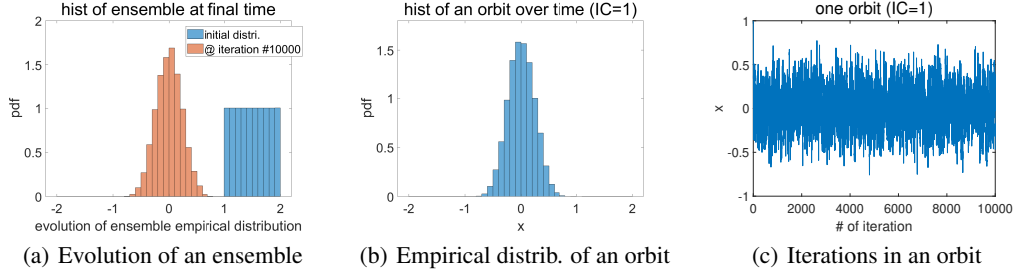 hist of ensemble at final time
initial distri.
@ iteration #10000
pdf
1.5
1
0.5
0
-2
-1
0
1
2
evolution of ensemble empirical distribution
(a) Evolution of an ensemble
hist of an orbit over time (IC=1)
pdf
1.5
1
0.5
0
-2
-1
0
1
2
x
(b) Empirical distrib. of an orbit
one orbit (IC=1)
x
1
0.5
0
-0.5
-1
0
2000
4000
6000
8000
10000
# of iteration
(c) Iterations in an orbit